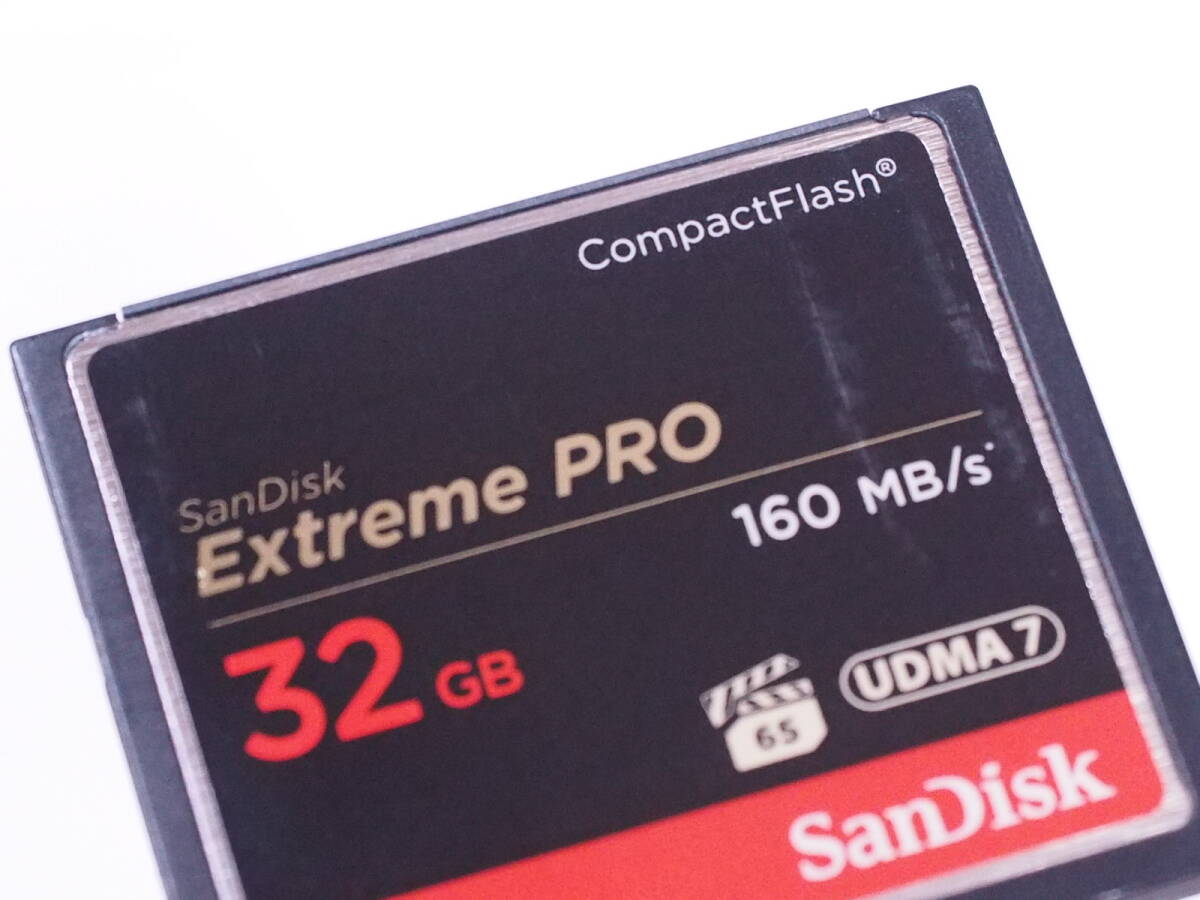 CompactFlash®
SanDisk
Extreme PRO
160 MB/s*
32 GB
65
UDMA 7
SanDisk